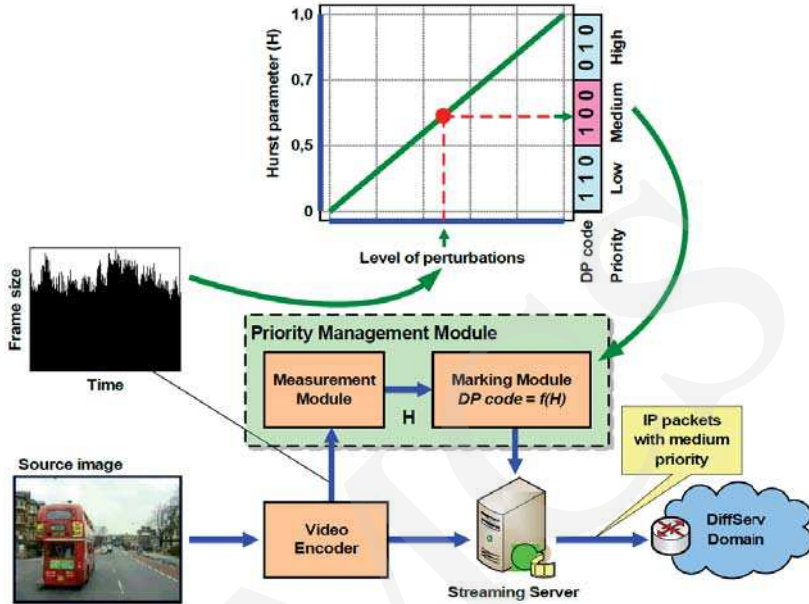 Hurst parameter (H)
1,0
0,7
0,5
0
0 1 0
High
1 0 0
Medium
1 1 0
Low
DP code
Priority
Level of perturbations
Frame size
Time
Priority Management Module
Measurement
Module
H
Marking Module
DP code = f(H)
IP packets
with medium
priority
Source image
Video
Encoder
Streaming Server
DiffServ
Domain